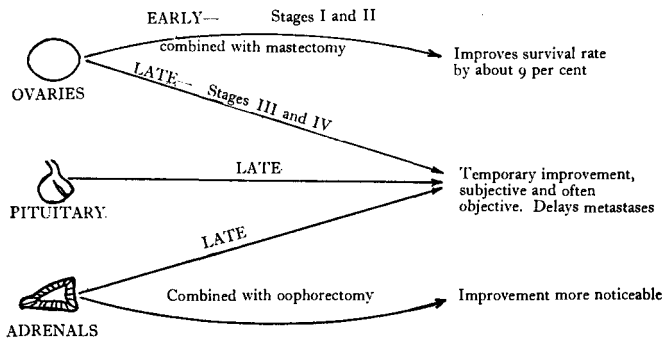 EARLY— Stages I and II
combined with mastectomy
Improves survival rate
by about 9 per cent
OVARIES
LATE— Stages III and IV
LATE
Temporary improvement,
subjective and often
objective. Delays metastases
PITUITARY.
LATE
Combined with oophorectomy
Improvement more noticeable
ADRENALS